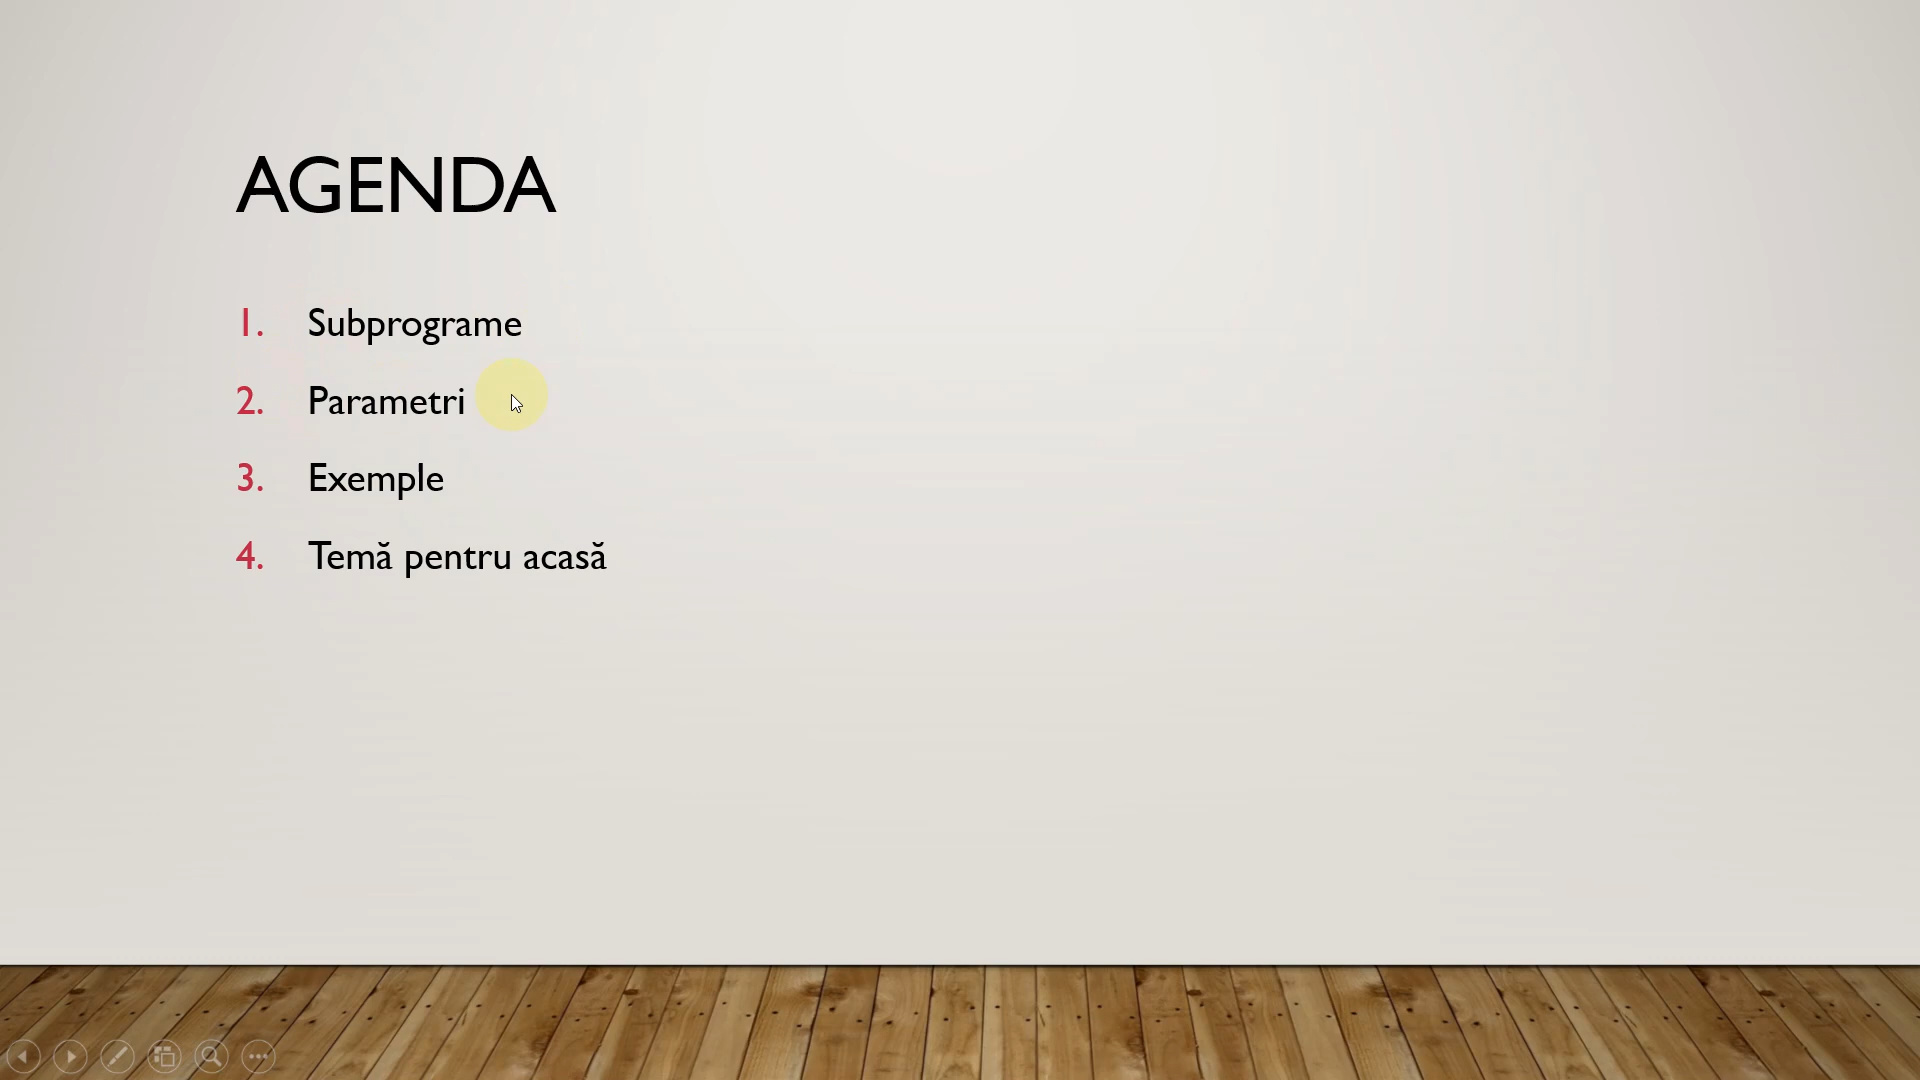 AGENDA
1. Subprograme
2. Parametri
3. Exemple
4. Temă pentru acasă